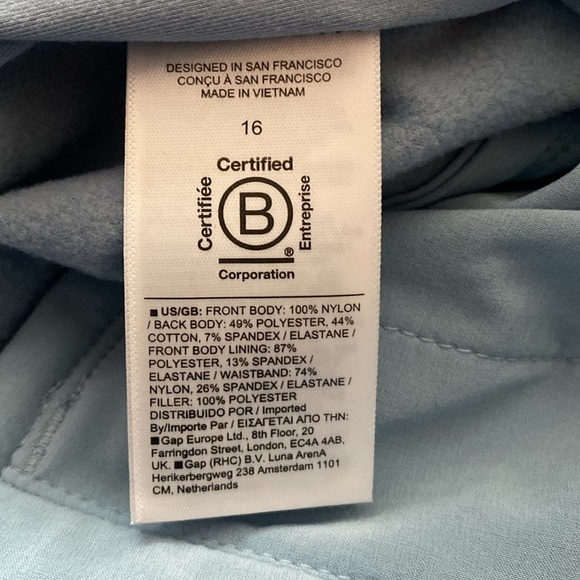 DESIGNED IN SAN FRANCISCO
CONÇU À SAN FRANCISCO
MADE IN VIETNAM
16
Certified
Certifiée
B
Entreprise
®
Corporation
■ US/GB: FRONT BODY: 100% NYLON
/ BACK BODY: 49% POLYESTER, 44%
COTTON, 7% SPANDEX / ELASTANE /
FRONT BODY LINING: 87%
POLYESTER, 13% SPANDEX /
ELASTANE / WAISTBAND: 74%
NYLON, 26% SPANDEX / ELASTANE /
FILLER: 100% POLYESTER
DISTRIBUIDO POR / Imported
By/Importe Par / ΕΙΣΑΓΕΤΑΙ ΑΠΟ ΤΗΝ:
■Gap Europe Ltd., 8th Floor, 20
Farringdon Street, London, EC4A 4AB,
UK. ■Gap (RHC) B.V. Luna ArenA
Herikerbergweg 238 Amsterdam 1101
CM, Netherlands